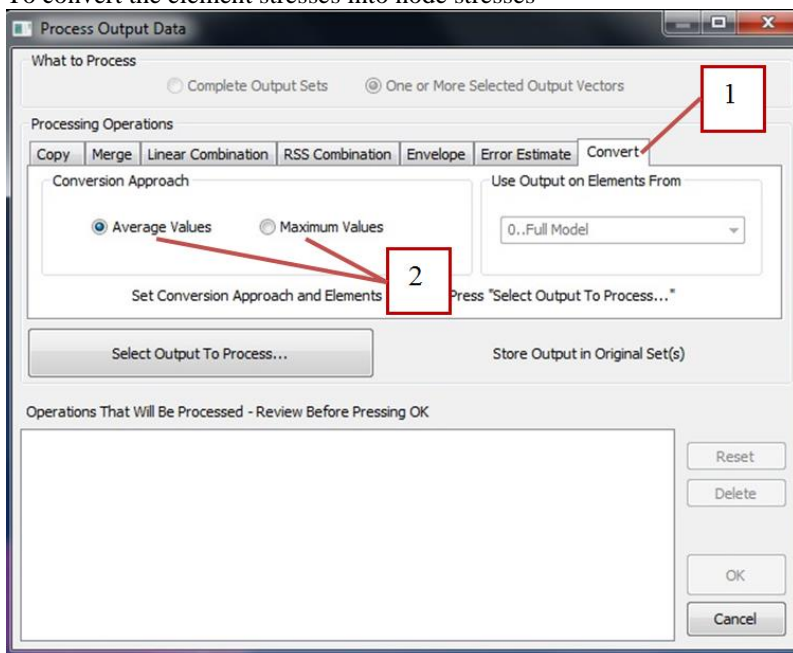 To convert the element stresses into node stresses
Process Output Data
What to Process
Complete Output Sets One or More Selected Output Vectors
1
Processing Operations
Copy Merge Linear Combination RSS Combination Envelope Error Estimate Convert
Conversion Approach Use Output on Elements From
Average Values Maximum Values 0..Full Model
2
Set Conversion Approach and Elements Press "Select Output To Process..."
Select Output To Process... Store Output in Original Set(s)
Operations That Will Be Processed - Review Before Pressing OK
Reset
Delete
OK
Cancel